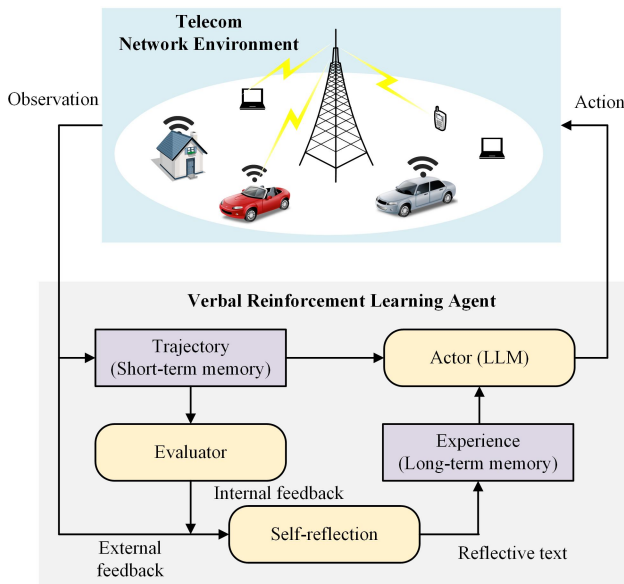 Telecom
Network Environment
Observation
Action
Verbal Reinforcement Learning Agent
Trajectory
(Short-term memory)
Actor (LLM)
Evaluator
Experience
(Long-term memory)
Internal feedback
Self-reflection
External
feedback
Reflective text